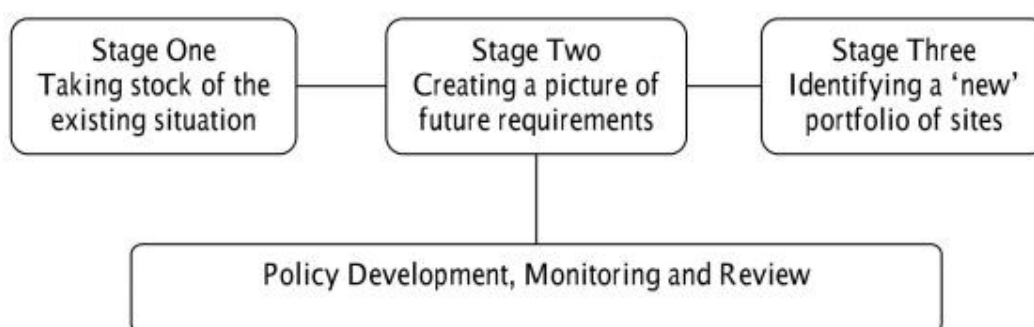 Stage One
Taking stock of the
existing situation
Stage Two
Creating a picture of
future requirements
Stage Three
Identifying a ‘new’
portfolio of sites
Policy Development, Monitoring and Review